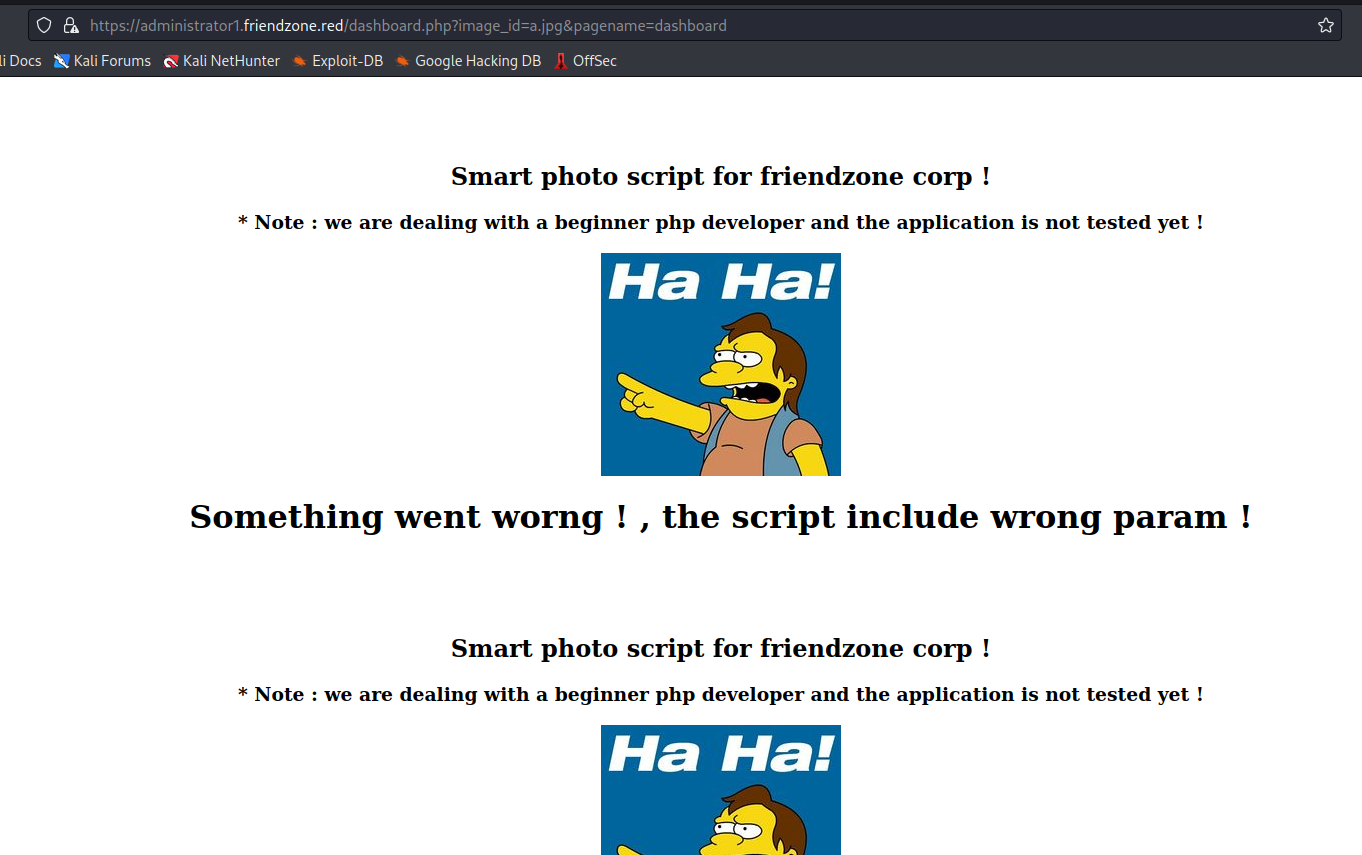 https://administrator1.friendzone.red/dashboard.php?image_id=a.jpg&pagename=dashboard
li Docs Kali Forums Kali NetHunter Exploit-DB Google Hacking DB OffSec
Smart photo script for friendzone corp !
* Note : we are dealing with a beginner php developer and the application is not tested yet !
Ha Ha!
Something went worng ! , the script include wrong param !
Smart photo script for friendzone corp !
* Note : we are dealing with a beginner php developer and the application is not tested yet !
Ha Ha!